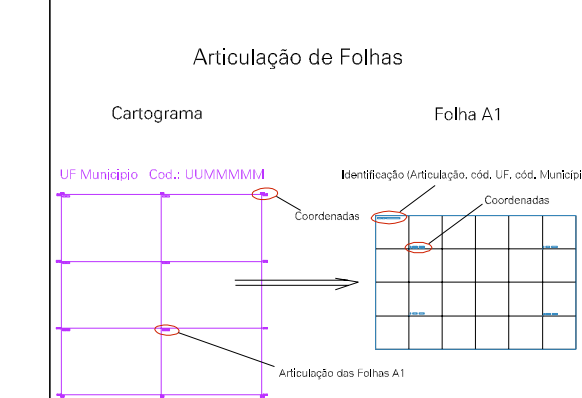 Articulação de Folhas
Cartograma
Folha A1
UF Municipio Cod.: UUMMMMM
Identificação (Articulação, cód. UF, cód. Municípi
Coordenadas
Coordenadas
Articulação das Folhas A1